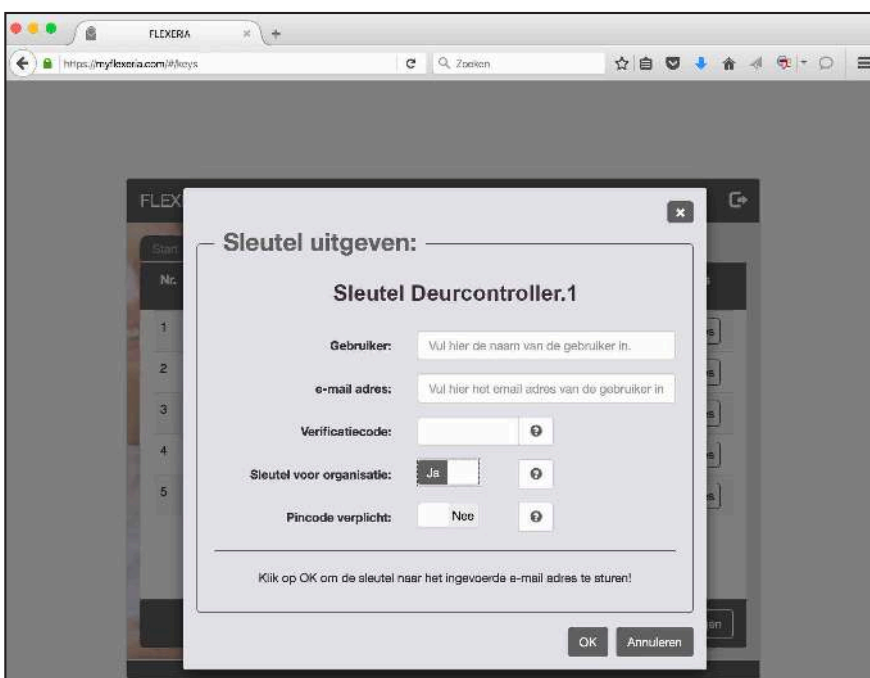 FLEXERIA
https://myflexeria.com/#/keys
Zoeken
FLEX
Start
Nr.
1
2
3
4
5
Sleutel uitgeven:
Sleutel Deurcontroller.1
Gebruiker:
Vul hier de naam van de gebruiker in.
e-mail adres:
Vul hier het email adres van de gebruiker in
Verificatiecode:
Sleutel voor organisatie:
Ja
Pincode verplicht:
Nee
Klik op OK om de sleutel naar het ingevoerde e-mail adres te sturen!
OK
Annuleren